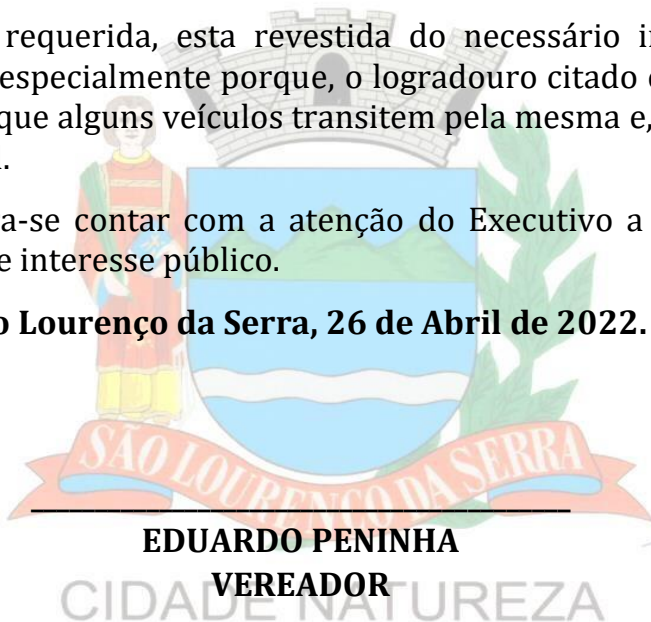 requerida, esta revestida do necessário
especialmente porque, o logradouro citado
que alguns veículos transitem pela mesma e,
-se contar com a atenção do Executivo a
e interesse público.
o Lourenço da Serra, 26 de Abril de 2022.
SÃO LOURENÇO DA SERRA
EDUARDO PENINHA
VEREADOR
CIDADE NATUREZA